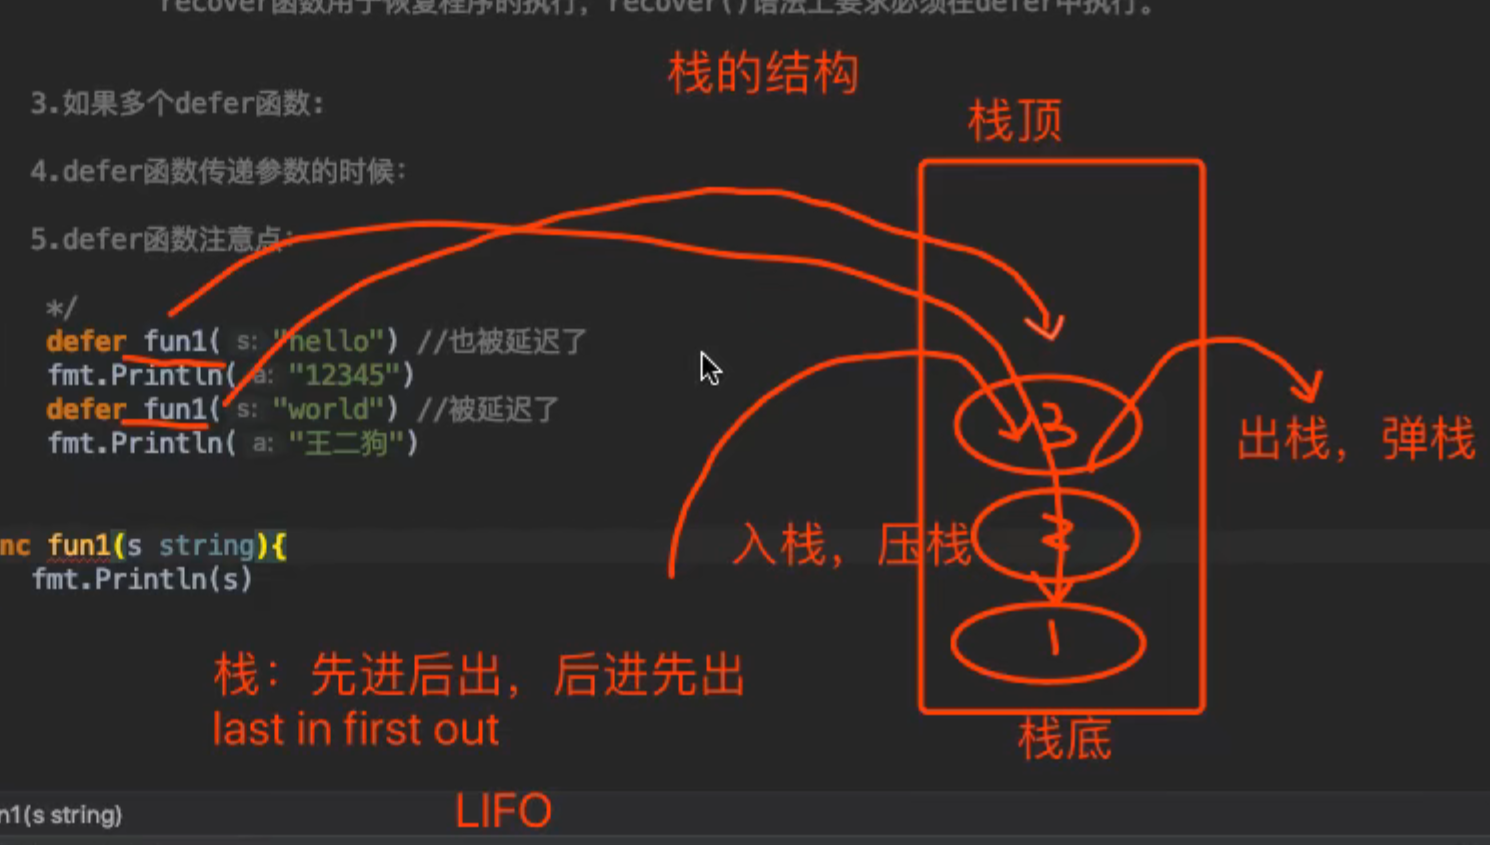 recover函数用于恢复程序的执行，recover()语法上要求必须在defer中执行。
栈的结构
栈顶
3.如果多个defer函数：
4.defer函数传递参数的时候：
5.defer函数注意点：
*/
defer fun1( s: "hello") //也被延迟了
fmt.Println( a: "12345")
defer fun1( s: "world") //被延迟了
fmt.Println( a: "王二狗")
3
出栈，弹栈
入栈，压栈
2
nc fun1(s string){
fmt.Println(s)
1
栈：先进后出，后进先出
last in first out
栈底
LIFO
n1(s string)